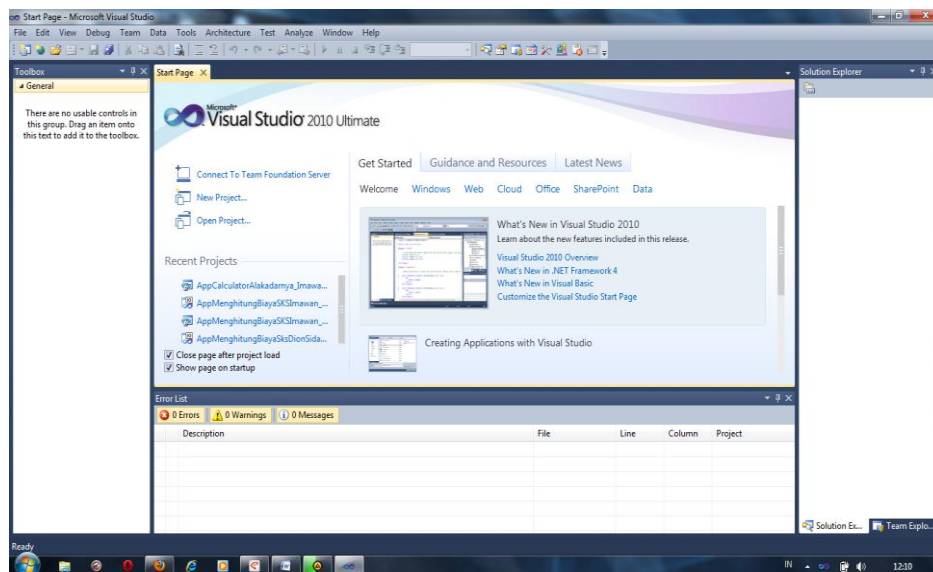 Start Page - Microsoft Visual Studio
File Edit View Debug Team Data Tools Architecture Test Analyze Window Help
Toolbox
General
There are no usable controls in
this group. Drag an item onto
this text to add it to the toolbox.
Start Page
Microsoft®
Visual Studio® 2010 Ultimate
Connect To Team Foundation Server
New Project...
Open Project...
Recent Projects
AppCalculatorAlakadarnya_Imawa...
AppMenghitungBiayaSKSImawan_...
AppMenghitungBiayaSKSImawan_...
AppMenghitungBiayaSksDionSida...
Close page after project load
Show page on startup
Get Started Guidance and Resources Latest News
Welcome Windows Web Cloud Office SharePoint Data
What's New in Visual Studio 2010
Learn about the new features included in this release.
Visual Studio 2010 Overview
What's New in .NET Framework 4
What's New in Visual Basic
Customize the Visual Studio Start Page
Creating Applications with Visual Studio
Solution Explorer
Error List
0 Errors 0 Warnings 0 Messages
Description File Line Column Project
Solution Ex... Team Explo...
Ready
IN 12:10